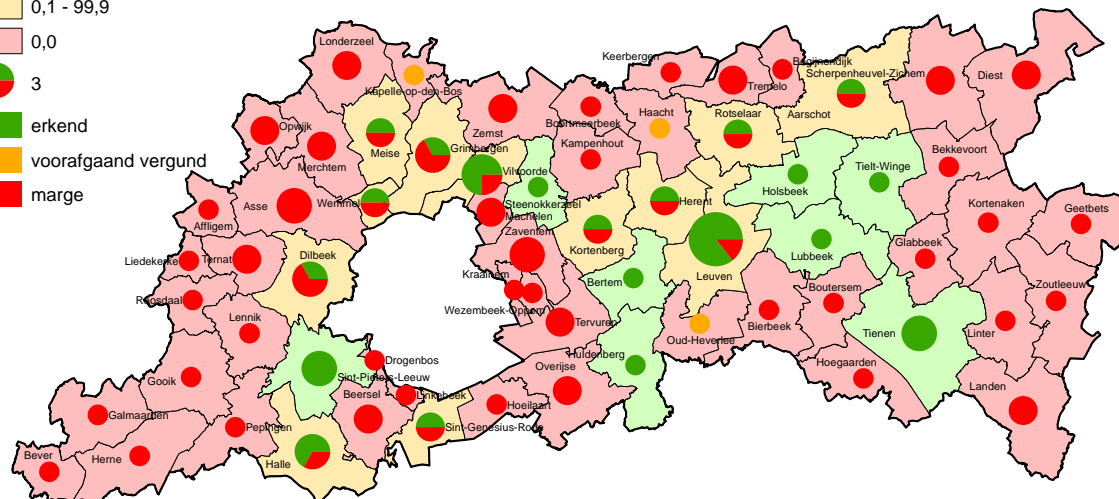 0,1 - 99,9
0,0
3
erkend
voorafgaand vergund
marge
Londerzeel
Kapelle-op-den-Bos
Keerbergen
Begijnendijk
Tremelo
Scherpenheuvel-Zichem
Diest
Opwijk
Merchtem
Meise
Grimbergen
Zemst
Boortmeerbeek
Haacht
Rotselaar
Aarschot
Kampenhout
Vilvoorde
Steenokkerzeel
Machelen
Holsbeek
Tielt-Winge
Bekkevoort
Asse
Wemmel
Affligem
Herent
Kortenberg
Zaventem
Kortenaken
Geetbets
Glabbeek
Lubbeek
Leuven
Liedekerke
Ternat
Dilbeek
Kraainem
Wezembeek-Oppem
Bertem
Boutersem
Zoutleeuw
Roosdaal
Lennik
Tervuren
Oud-Heverlee
Bierbeek
Tienen
Linter
Drogenbos
Sint-Pieters-Leeuw
Huldenberg
Overijse
Hoegaarden
Landen
Gooik
Beersel
Linkebeek
Hoeilaart
Galmaarden
Pepingen
Sint-Genesius-Rode
Bever
Herne
Halle